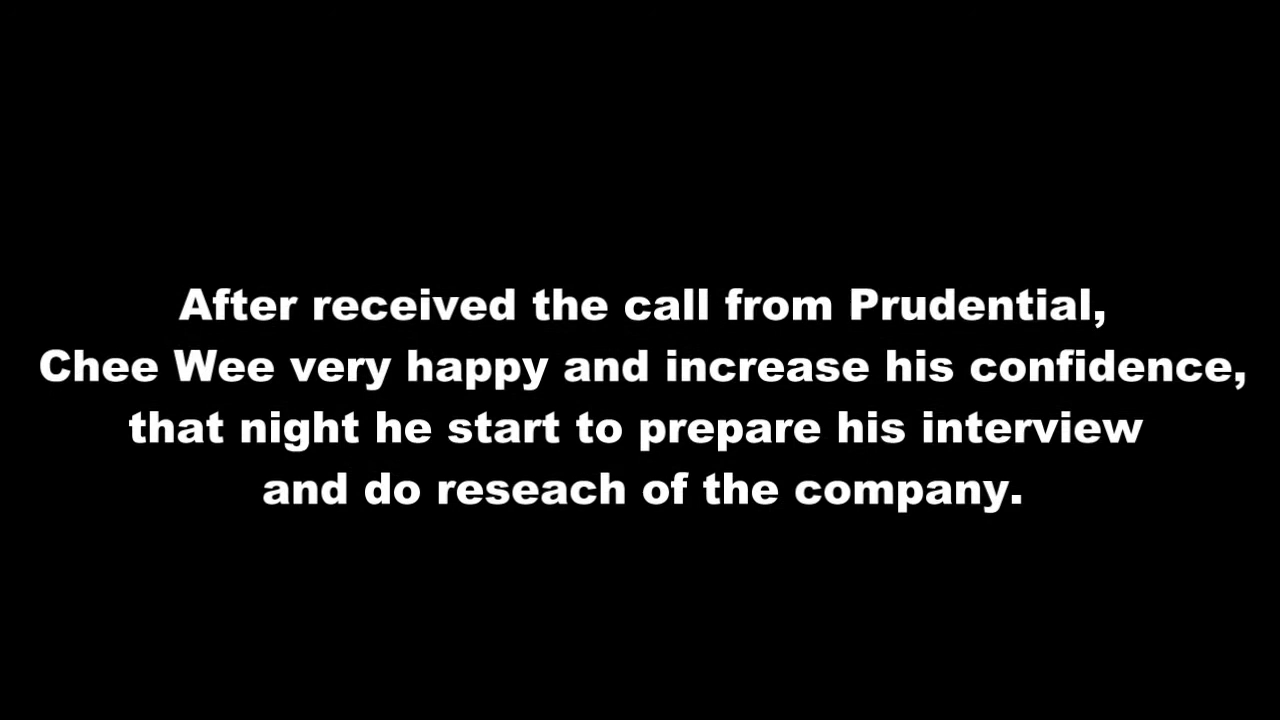 After received the call from Prudential,
Chee Wee very happy and increase his confidence,
that night he start to prepare his interview
and do reseach of the company.